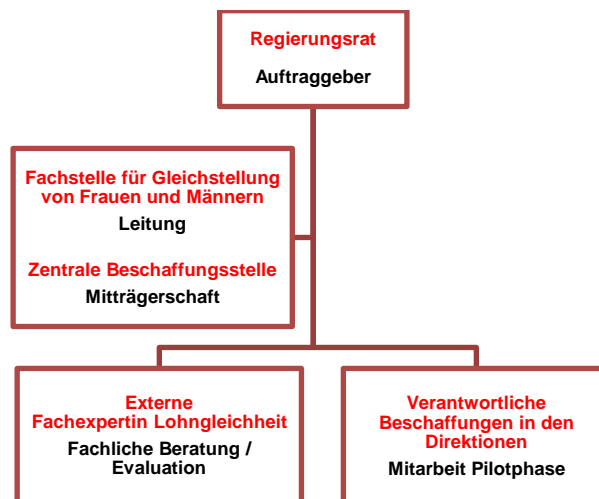 Regierungsrat
Auftraggeber
Fachstelle für Gleichstellung
von Frauen und Männern
Leitung
Zentrale Beschaffungsstelle
Mitträgerschaft
Externe
Fachexpertin Lohngleichheit
Fachliche Beratung /
Evaluation
Verantwortliche
Beschaffungen in den
Direktionen
Mitarbeit Pilotphase